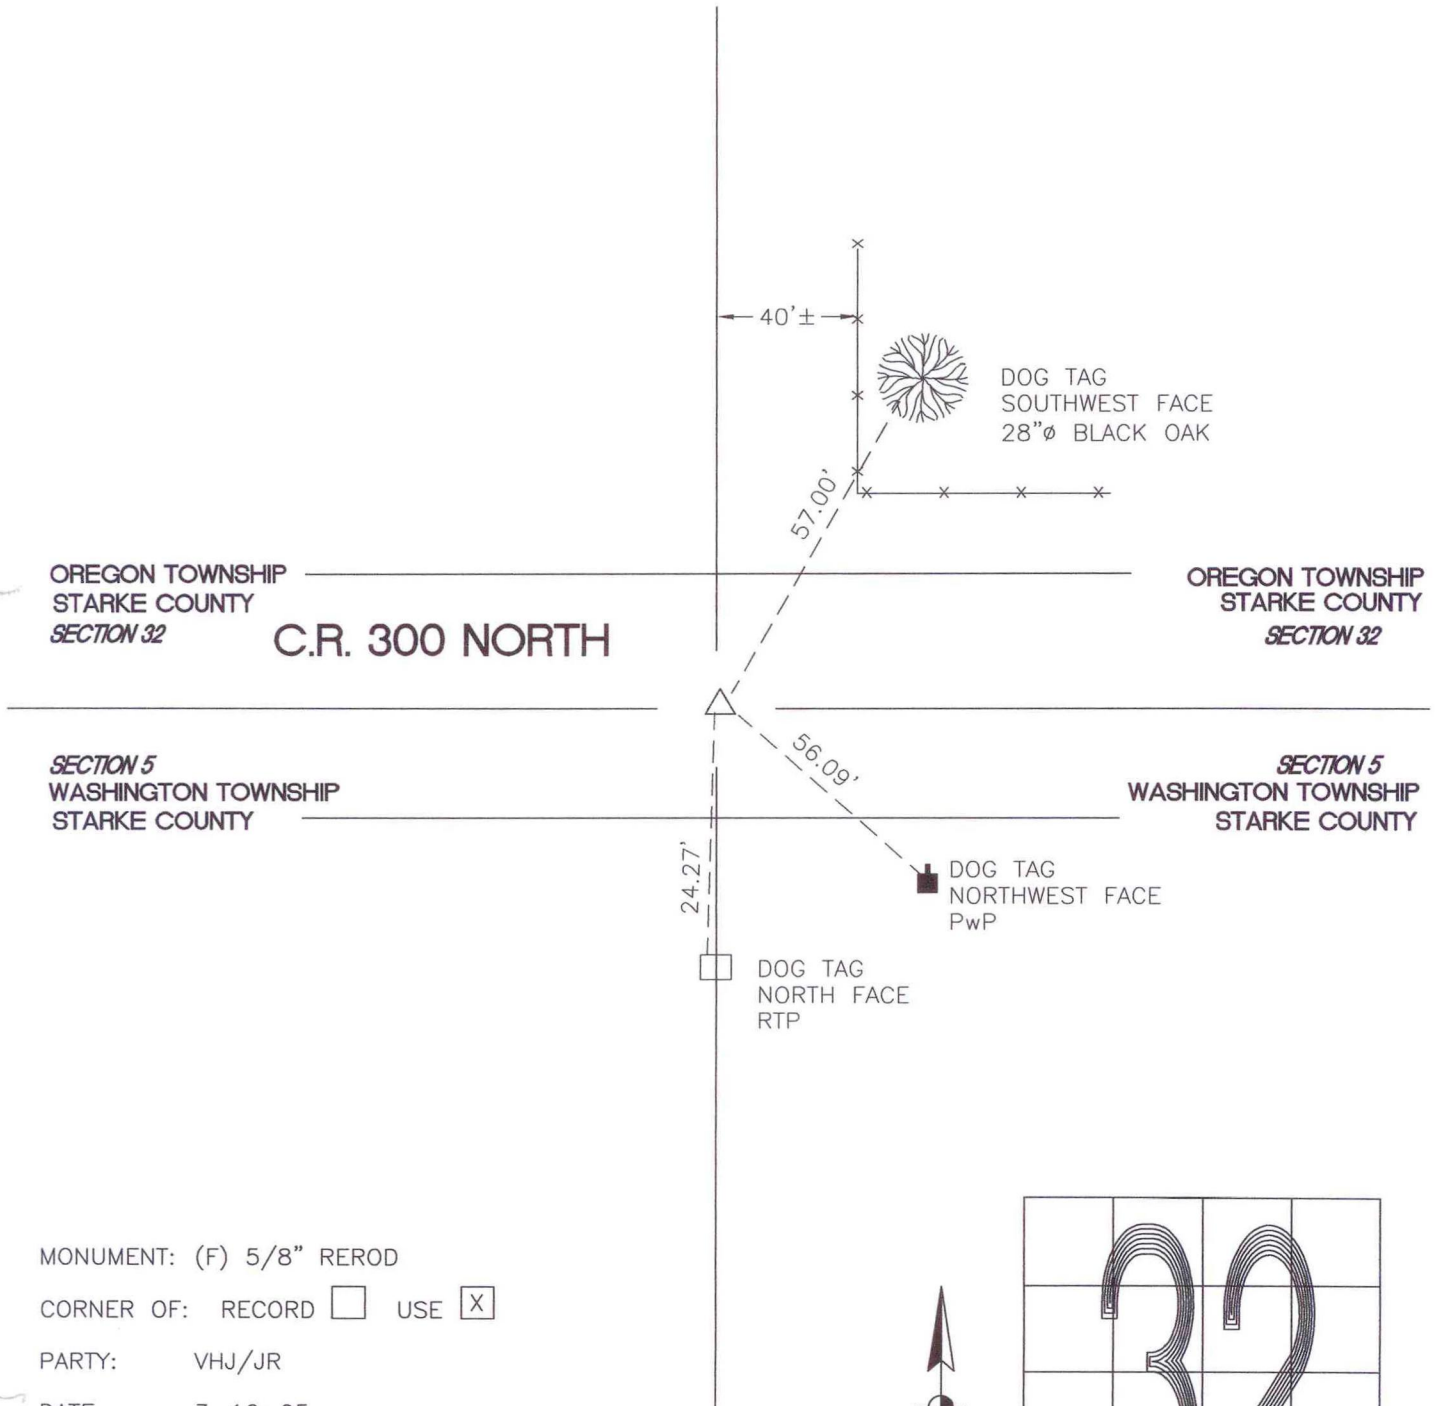 40'±
DOG TAG
SOUTHWEST FACE
28"ø BLACK OAK
57.00'
OREGON TOWNSHIP
STARKE COUNTY
SECTION 32
C.R. 300 NORTH
OREGON TOWNSHIP
STARKE COUNTY
SECTION 32
SECTION 5
WASHINGTON TOWNSHIP
STARKE COUNTY
56.09'
SECTION 5
WASHINGTON TOWNSHIP
STARKE COUNTY
24.27'
DOG TAG
NORTHWEST FACE
PwP
DOG TAG
NORTH FACE
RTP
MONUMENT: (F) 5/8" REROD
CORNER OF: RECORD USE X
PARTY: VHJ/JR
32